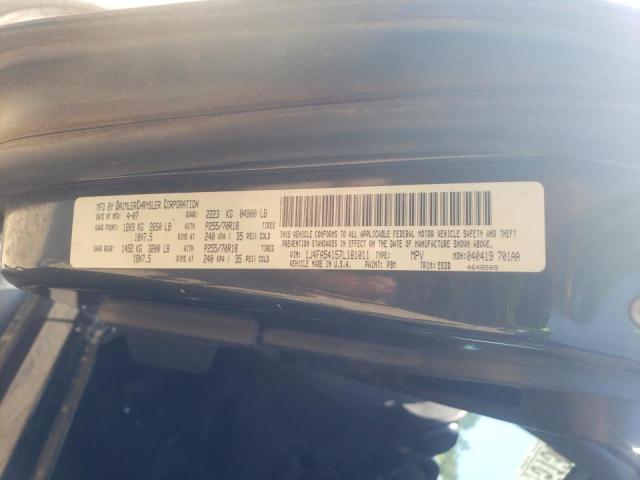 MFD BY DAIMLERCHRYSLER CORPORATION
DATE OF MFR 4-07 GVWR: 2223 KG 04900 LB
GAWR FRONT: 1203 KG 2650 LB WITH P255/70R18 TIRES
18X7.5 RIMS AT 240 KPA ( 35 PSI) COLD
GAWR REAR: 1452 KG 3200 LB WITH P255/70R18 TIRES
18X7.5 RIMS AT 240 KPA ( 35 PSI) COLD
THIS VEHICLE CONFORMS TO ALL APPLICABLE FEDERAL MOTOR VEHICLE SAFETY AND THEFT
PREVENTION STANDARDS IN EFFECT ON THE DATE OF MANUFACTURE SHOWN ABOVE.
VIN: 1J4FA54157L181011 TYPE: MPV MDH:040419 701AA
MADE IN U.S.A. PAINT: PBM TRIM: E5DD 4648509